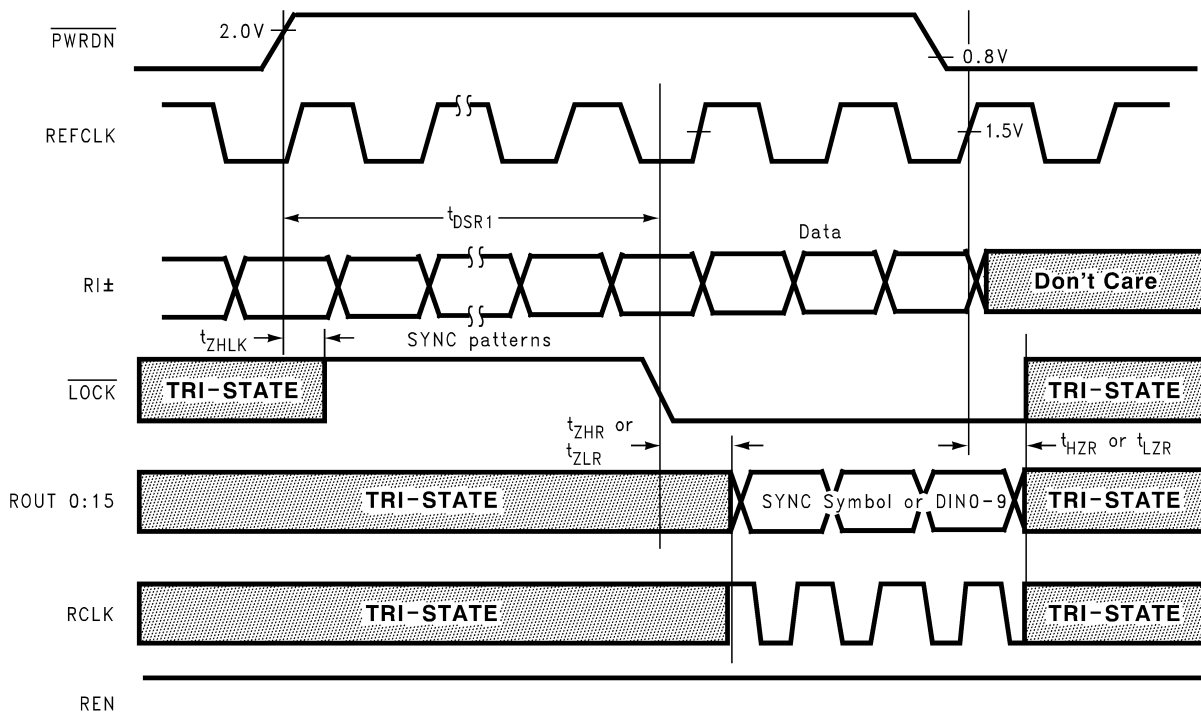 PWRDN
2.0V
0.8V
REFCLK
1.5V
tDSR1
Data
RI±
Don't Care
tZHLK
SYNC patterns
LOCK
TRI-STATE
TRI-STATE
tZHR or
tZLR
tHZR or tLZR
ROUT 0:15
TRI-STATE
SYNC Symbol or DIN0-9
TRI-STATE
RCLK
TRI-STATE
TRI-STATE
REN